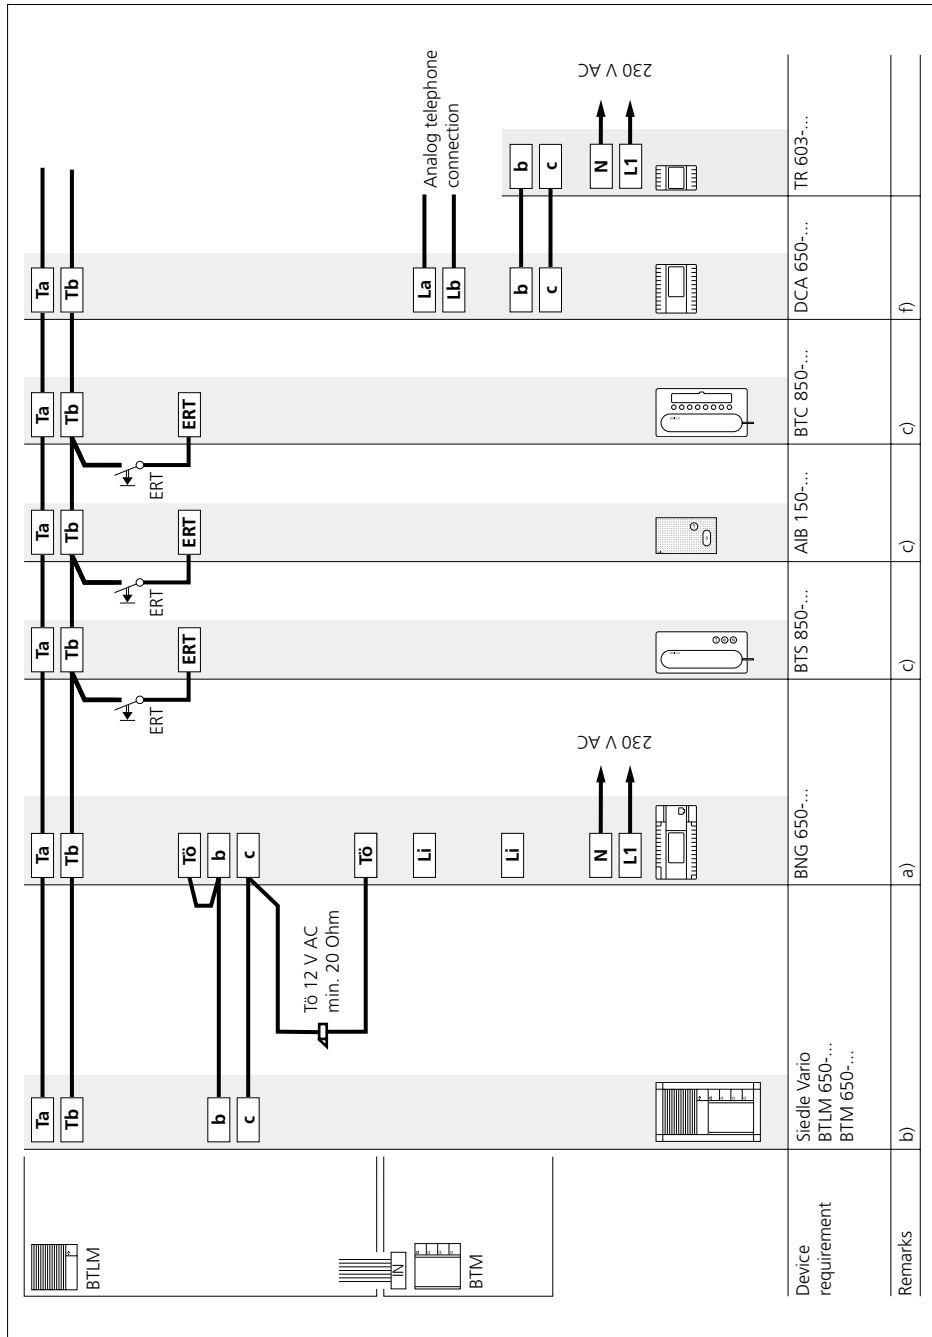 BTLM
IN
BTM
Ta
Tb
b
c
Tö 12 V AC
min. 20 Ohm
Ta
Tb
Tö
b
c
Tö
Li
Li
N
L1
230 V AC
ERT
Ta
Tb
ERT
ERT
Ta
Tb
ERT
ERT
Ta
Tb
ERT
Ta
Tb
La
Lb
b
c
Analog telephone
connection
b
c
N
L1
230 V AC
Device
requirement
Siedle Vario
BTLM 650-...
BTM 650-...
BNG 650-...
BTS 850-...
AIB 150-...
BTC 850-...
DCA 650-...
TR 603-...
Remarks
b)
a)
c)
c)
c)
f)